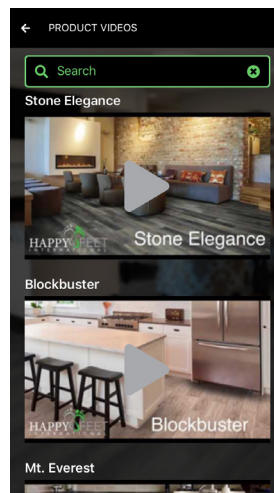 PRODUCT VIDEOS
Search
Stone Elegance
HAPPY FEET
INTERNATIONAL
Stone Elegance
Blockbuster
HAPPY FEET
INTERNATIONAL
Blockbuster
Mt. Everest